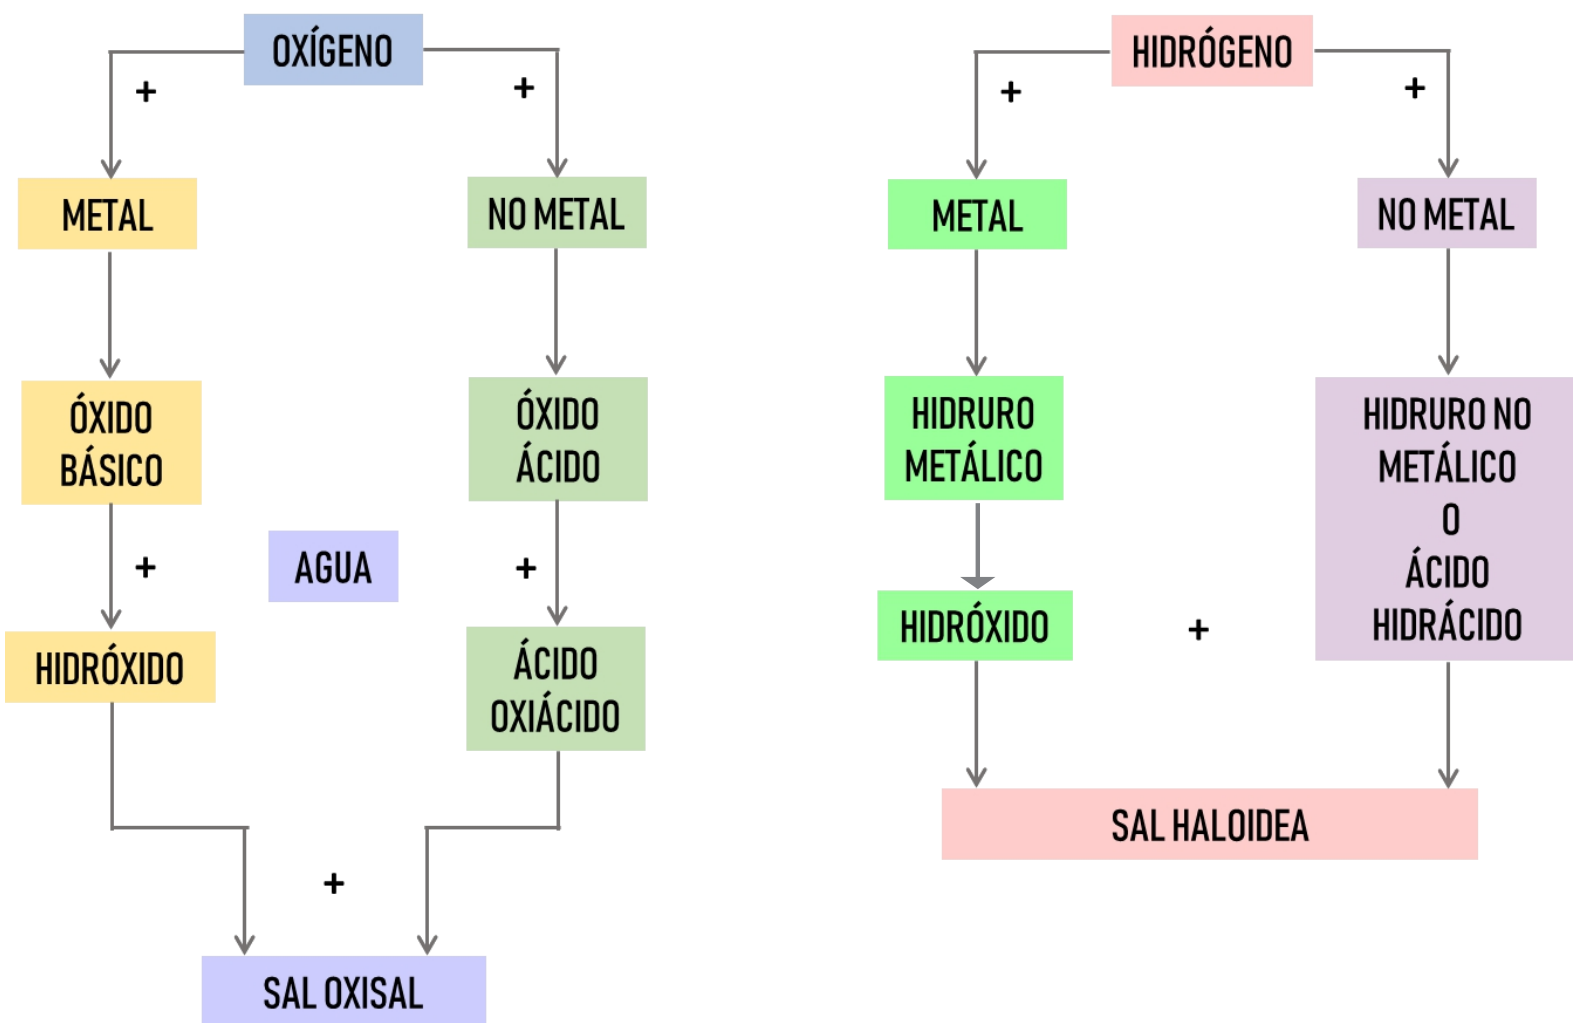 OXÍGENO
+
+
METAL
NO METAL
ÓXIDO
BÁSICO
ÓXIDO
ÁCIDO
+
AGUA
+
HIDRÓXIDO
ÁCIDO
OXIÁCIDO
+
SAL OXISAL
HIDRÓGENO
+
+
METAL
NO METAL
HIDRURO
METÁLICO
HIDRURO NO
METÁLICO
O
ÁCIDO
HIDRÁCIDO
HIDRÓXIDO
+
SAL HALOIDEA